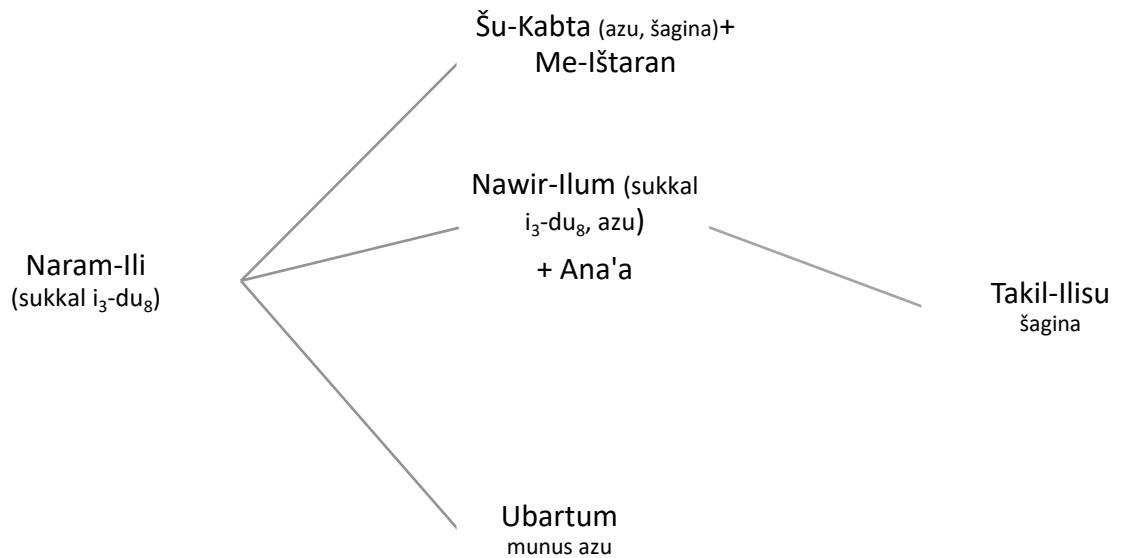 Šu-Kabta (azu, šagina)+
Me-Ištaran
Nawir-Ilum (sukkal
i₃-du₈, azu)
+ Ana'a
Naram-Ili
(sukkal i₃-du₈)
Takil-Ilisu
šagina
Ubartum
munus azu